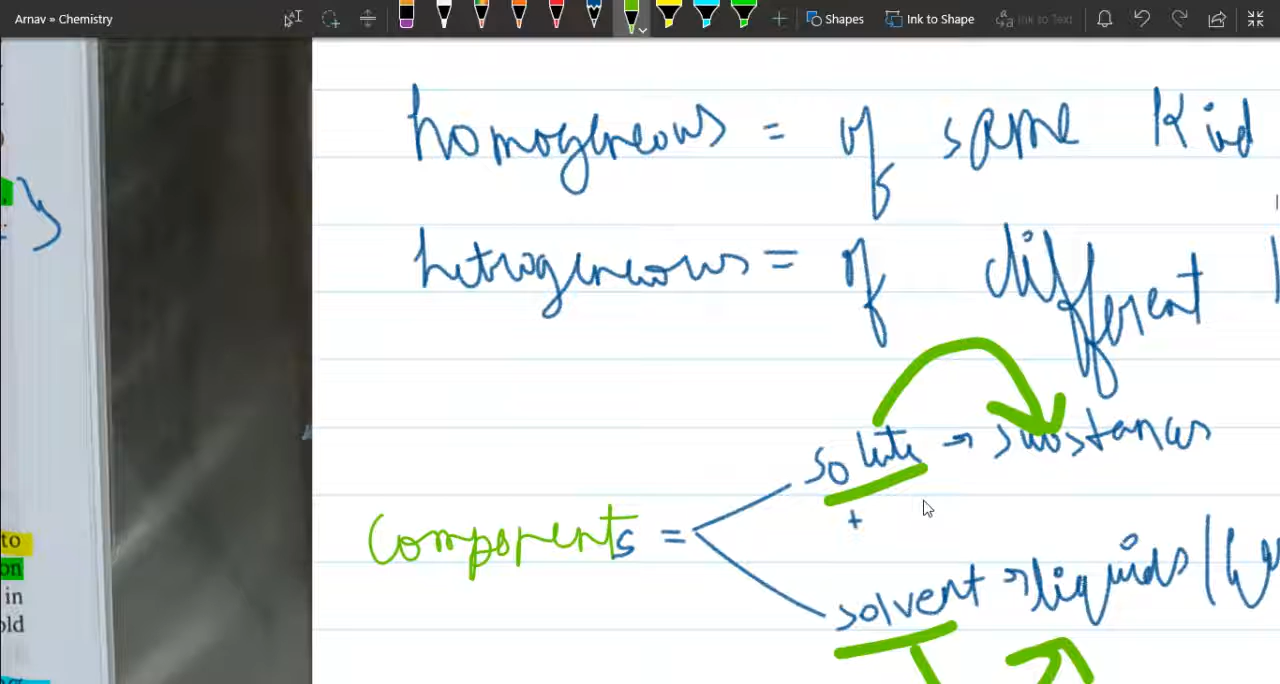 Arnav » Chemistry
Shapes
Ink to Shape
Ink to Text
homogeneous = of same Kind
hetrogeneous = of different
solute → substances
+
Components =
solvent → liquids /
to
on
in
old